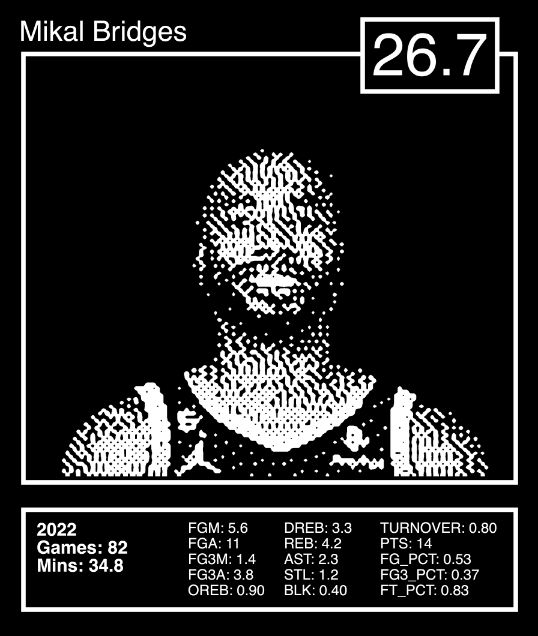 Mikal Bridges
26.7
2022
Games: 82
Mins: 34.8
FGM: 5.6
FGA: 11
FG3M: 1.4
FG3A: 3.8
OREB: 0.90
DREB: 3.3
REB: 4.2
AST: 2.3
STL: 1.2
BLK: 0.40
TURNOVER: 0.80
PTS: 14
FG_PCT: 0.53
FG3_PCT: 0.37
FT_PCT: 0.83